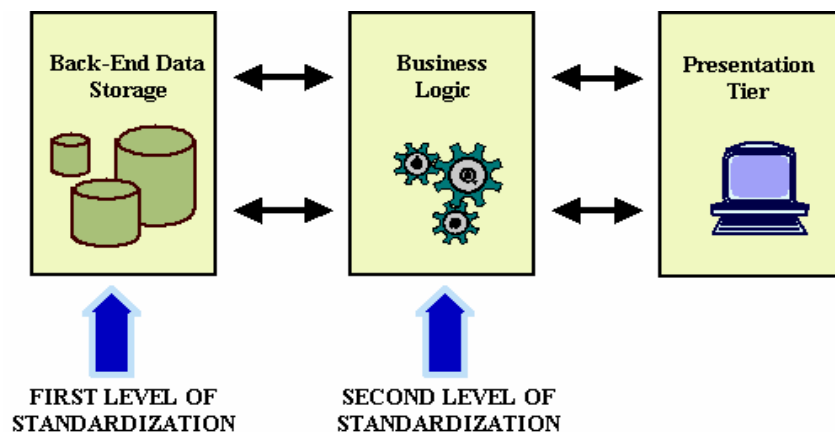 Back-End Data
Storage
Business
Logic
Presentation
Tier
FIRST LEVEL OF
STANDARDIZATION
SECOND LEVEL OF
STANDARDIZATION